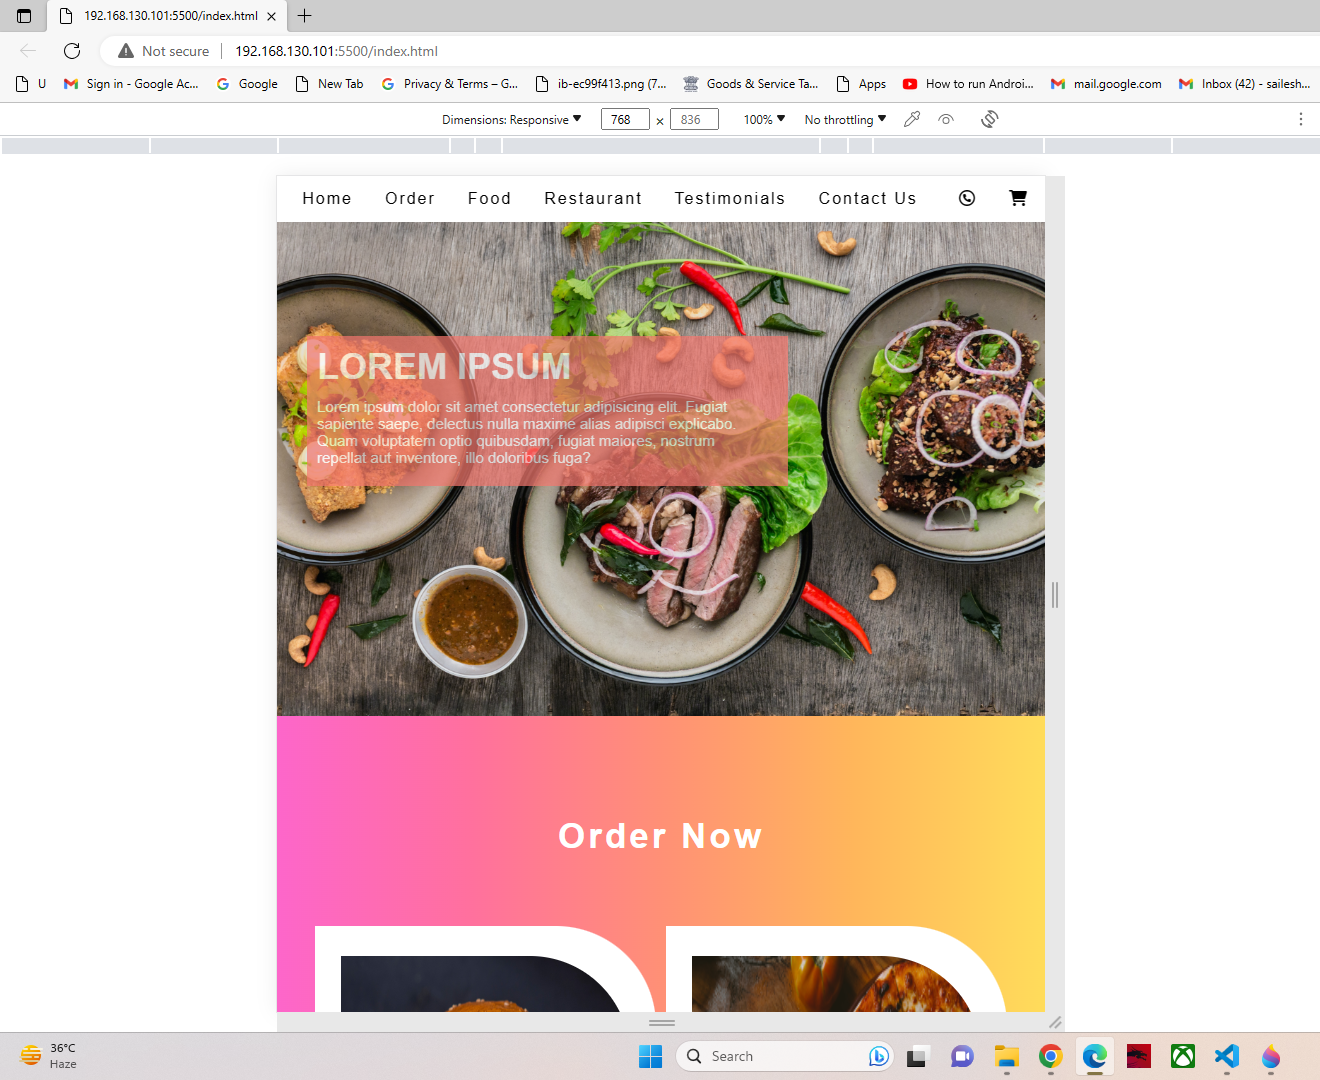 192.168.130.101:5500/index.html
Not secure 192.168.130.101:5500/index.html
U Sign in - Google Ac... Google New Tab Privacy & Terms – G... ib-ec99f413.png (7... Goods & Service Ta... Apps How to run Androi... mail.google.com Inbox (42) - sailesh...
Dimensions: Responsive 768 × 836 100% No throttling
Home Order Food Restaurant Testimonials Contact Us
LOREM IPSUM
Lorem ipsum dolor sit amet consectetur adipisicing elit. Fugiat
sapiente saepe, delectus nulla maxime alias adipisci explicabo.
Quam voluptatem optio quibusdam, fugiat maiores, nostrum
repellat aut inventore, illo doloribus fuga?
Order Now
36°C
Haze
Search